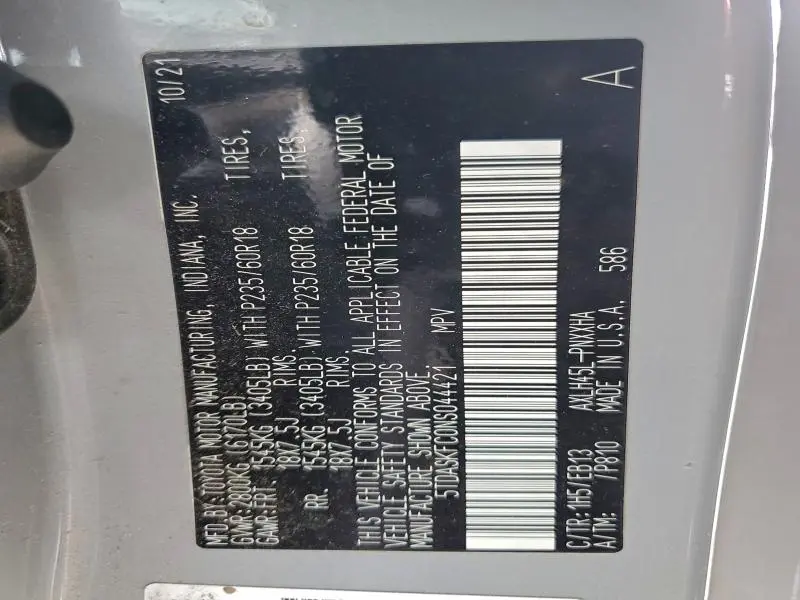 MFD.BY:TOYOTA MOTOR MANUFACTURING, INDIANA, INC. 10/21
GVWR:2800KG (6170LB)
GAWR:FRT. 1545KG (3405LB) WITH P235/60R18 TIRES,
18X7.5J RIMS.
RR. 1545KG (3405LB) WITH P235/60R18 TIRES,
18X7.5J RIMS.
THIS VEHICLE CONFORMS TO ALL APPLICABLE FEDERAL MOTOR
VEHICLE SAFETY STANDARDS IN EFFECT ON THE DATE OF
MANUFACTURE SHOWN ABOVE.
5TDASKFC0NS044421 MPV
C/TR:1H5/EB13 AXLH45L-PNXXHA
A/TM: /P810 MADE IN U.S.A. 586 A